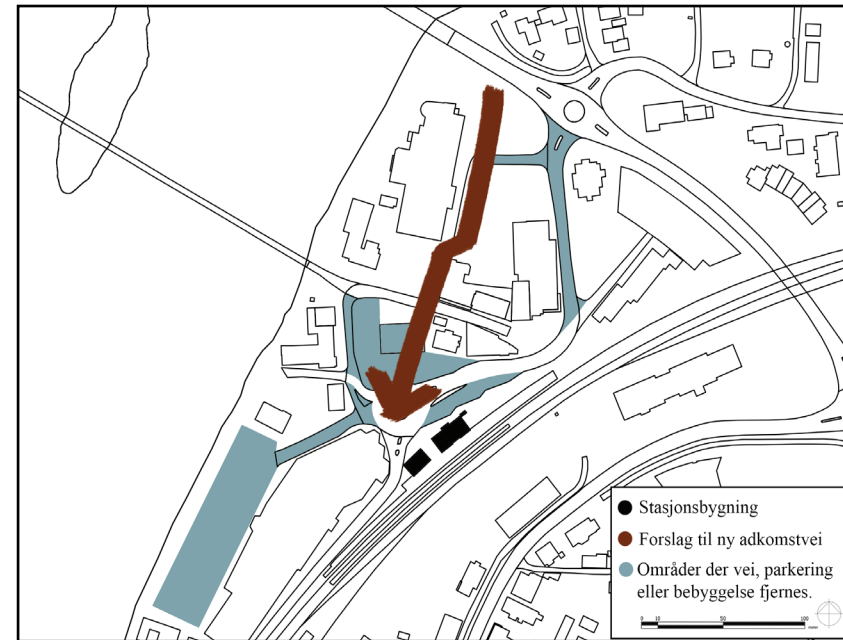 Stasjonsbygning
Forslag til ny adkomstvei
Områder der vei, parkering
eller bebyggelse fjernes.
0 10 50 100